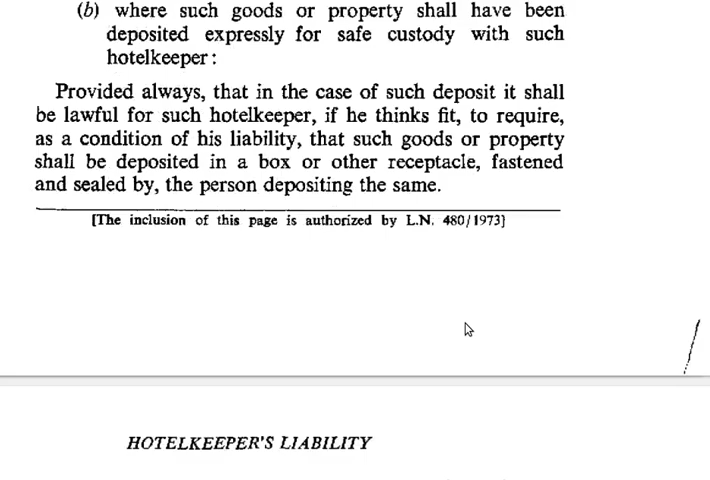 (b) where such goods or property shall have been
deposited expressly for safe custody with such
hotelkeeper:
Provided always, that in the case of such deposit it shall
be lawful for such hotelkeeper, if he thinks fit, to require,
as a condition of his liability, that such goods or property
shall be deposited in a box or other receptacle, fastened
and sealed by, the person depositing the same.
[The inclusion of this page is authorized by L.N. 480/1973]
HOTELKEEPER'S LIABILITY